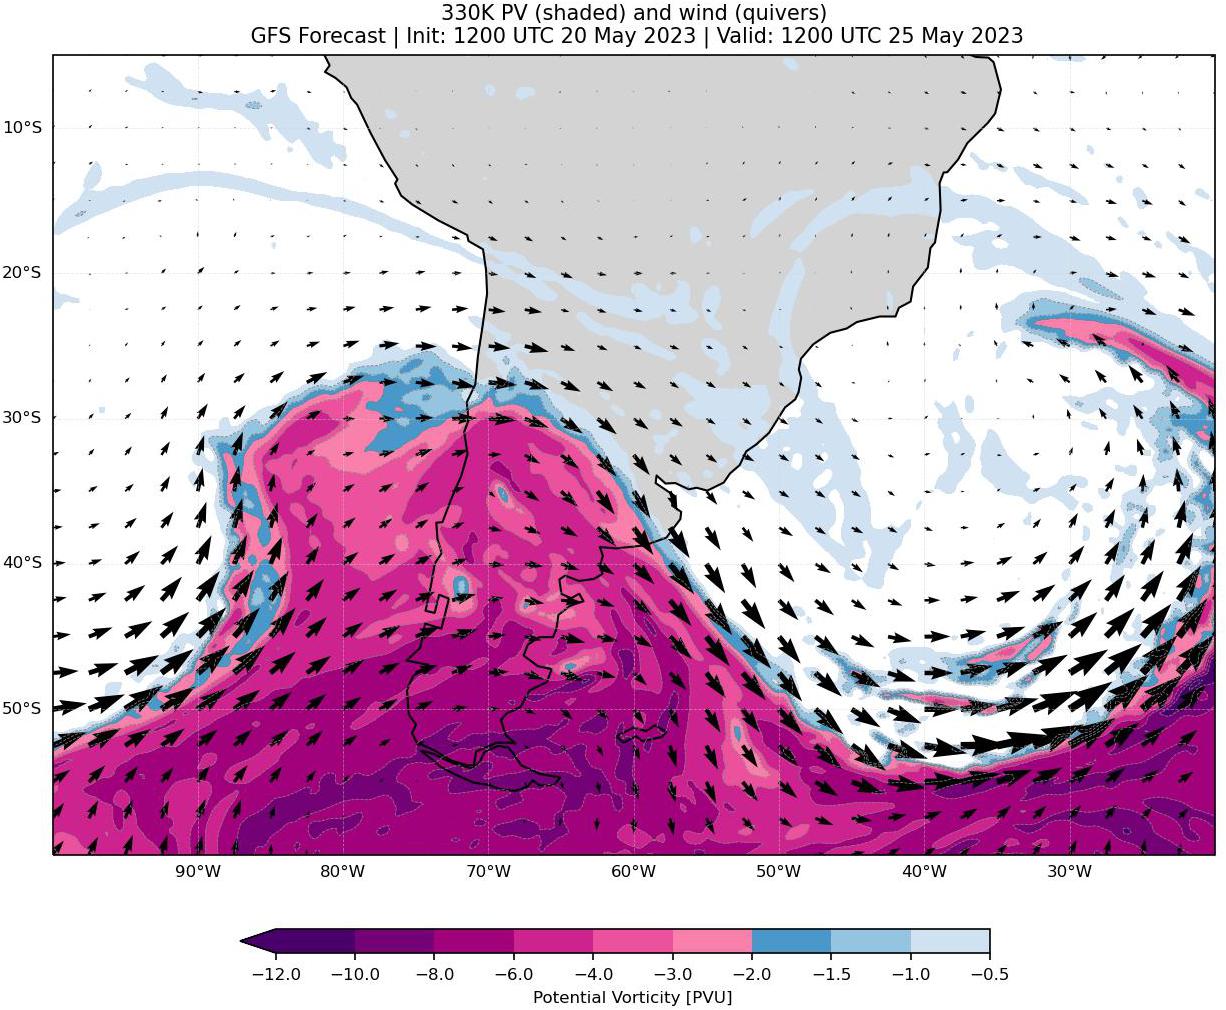 330K PV (shaded) and wind (quivers)
GFS Forecast | Init: 1200 UTC 20 May 2023 | Valid: 1200 UTC 25 May 2023
10°S
20°S
30°S
40°S
50°S
90°W 80°W 70°W 60°W 50°W 40°W 30°W
−12.0 −10.0 −8.0 −6.0 −4.0 −3.0 −2.0 −1.5 −1.0 −0.5
Potential Vorticity [PVU]